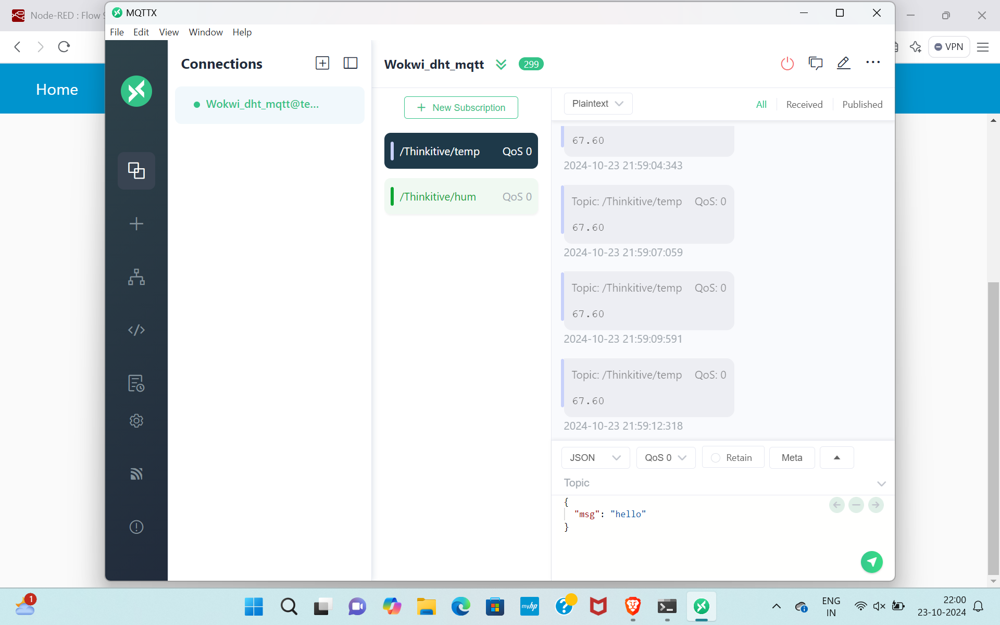 Node-RED : Flow
MQTTX
File Edit View Window Help
VPN
Home
Connections
Wokwi_dht_mqtt 299
Wokwi_dht_mqtt@te...
New Subscription
Plaintext
All Received Published
/Thinkitive/temp QoS 0
/Thinkitive/hum QoS 0
67.60
2024-10-23 21:59:04:343
Topic: /Thinkitive/temp QoS: 0
67.60
2024-10-23 21:59:07:059
Topic: /Thinkitive/temp QoS: 0
67.60
2024-10-23 21:59:09:591
Topic: /Thinkitive/temp QoS: 0
67.60
2024-10-23 21:59:12:318
JSON QoS 0 Retain Meta
Topic
{
"msg": "hello"
}
1
myhp
ENG
IN
22:00
23-10-2024